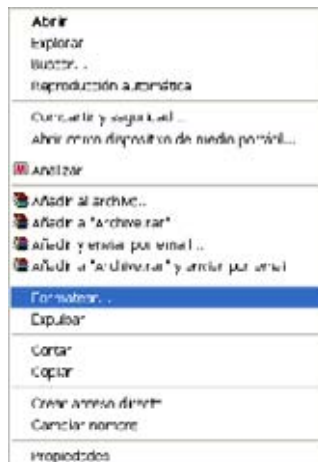 Abrir
Explorar
Buscar...
Reproducción automática
Compartir y seguridad...
Abrir como dispositivo de medio portátil...
Analizar
Añadir al archivo...
Añadir a "Archive.rar"
Añadir y enviar por email...
Añadir a "Archive.rar" y enviar por email
Formatear...
Expulsar
Cortar
Copiar
Crear acceso directo
Cambiar nombre
Propiedades